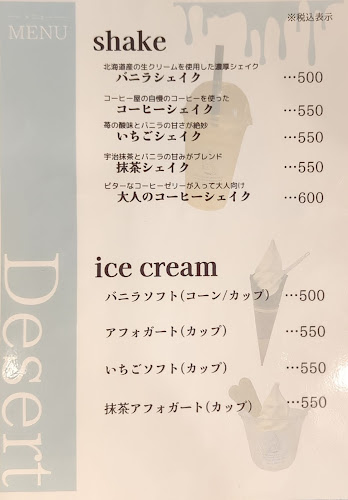 メニュー
MENU
※税込表示
shake
北海道産の生クリームを使用した濃厚シェイク
バニラシェイク …500
コーヒー屋の自慢のコーヒーを使った
コーヒーシェイク …550
苺の酸味とバニラの甘さが絶妙
いちごシェイク …550
宇治抹茶とバニラの甘みがブレンド
抹茶シェイク …550
ビターなコーヒーゼリーが入って大人向け
大人のコーヒーシェイク …600
ice cream
バニラソフト(コーン/カップ) …500
アフォガート(カップ) …550
いちごソフト(カップ) …550
抹茶アフォガート(カップ) …550
Dessert